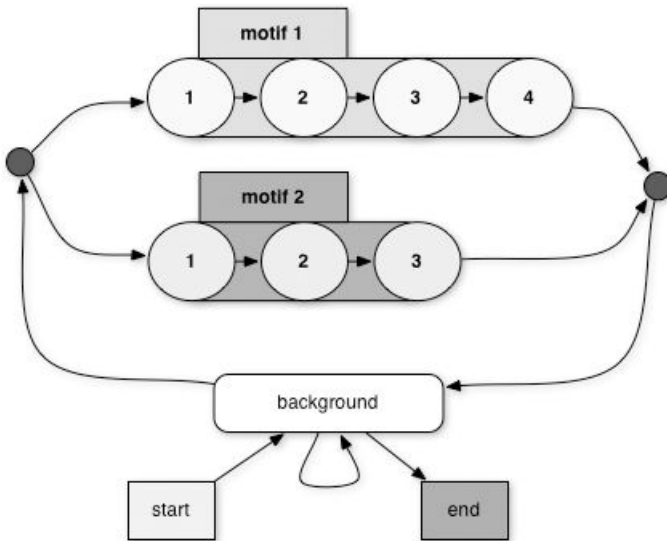 motif 1
1 2 3 4
motif 2
1 2 3
background
start end